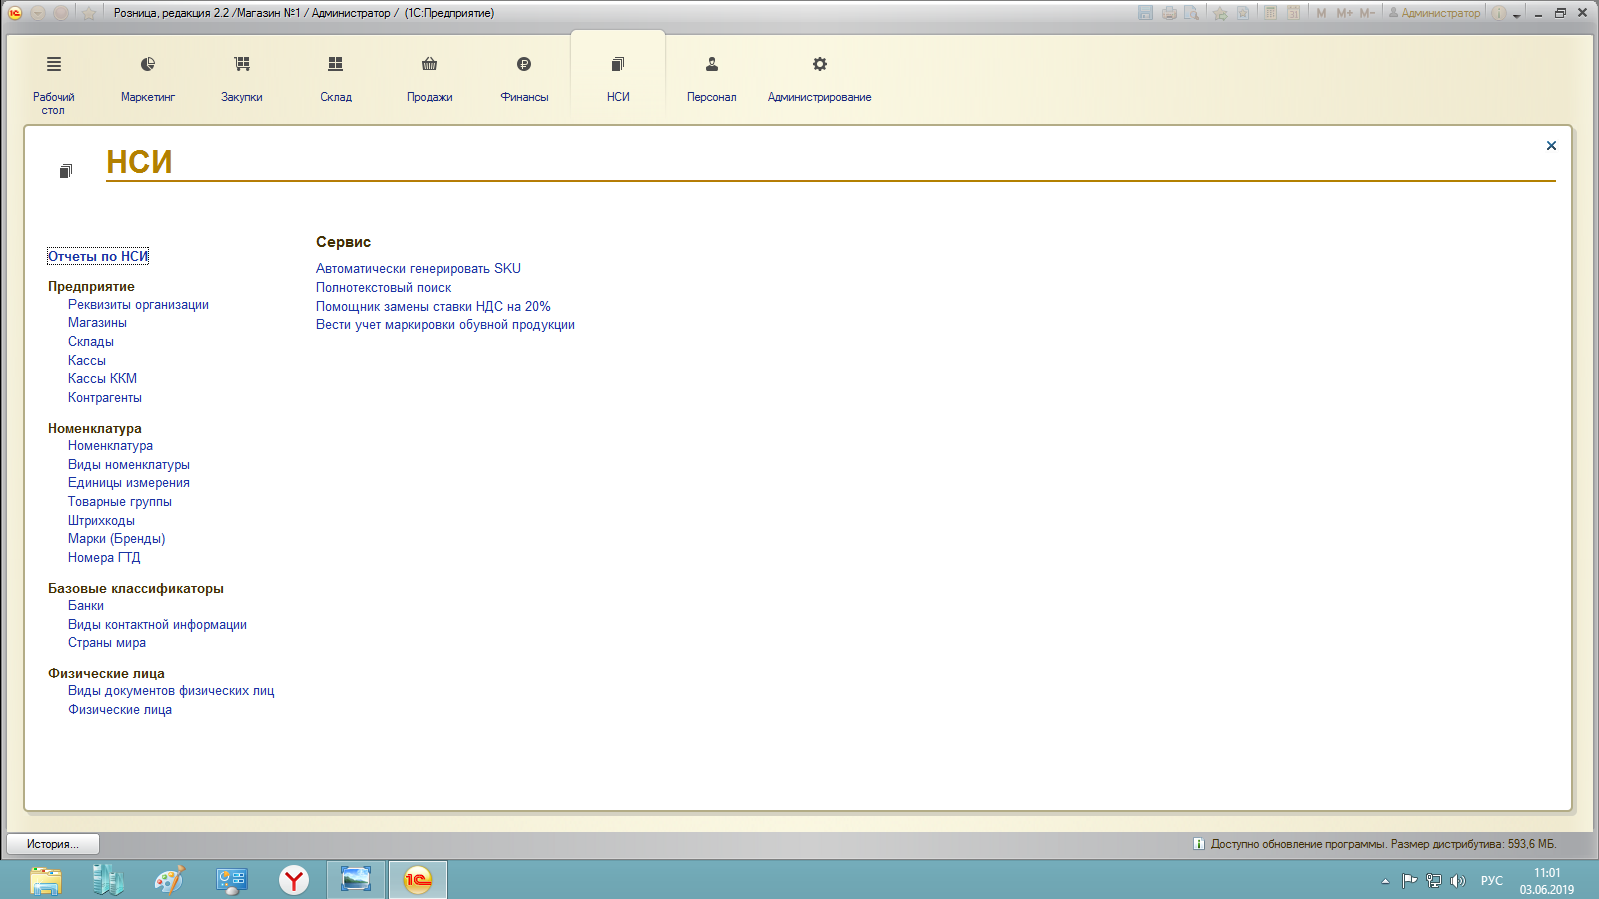 Розница, редакция 2.2 /Магазин №1 / Администратор / (1С:Предприятие)
M M+ M- Администратор
Рабочий стол
Маркетинг
Закупки
Склад
Продажи
Финансы
НСИ
Персонал
Администрирование
НСИ
Отчеты по НСИ
Предприятие
Реквизиты организации
Магазины
Склады
Кассы
Кассы ККМ
Контрагенты
Номенклатура
Номенклатура
Виды номенклатуры
Единицы измерения
Товарные группы
Штрихкоды
Марки (Бренды)
Номера ГТД
Базовые классификаторы
Банки
Виды контактной информации
Страны мира
Физические лица
Виды документов физических лиц
Физические лица
Сервис
Автоматически генерировать SKU
Полнотекстовый поиск
Помощник замены ставки НДС на 20%
Вести учет маркировки обувной продукции
История...
Доступно обновление программы. Размер дистрибутива: 593,6 МБ.
РУС
11:01
03.06.2019